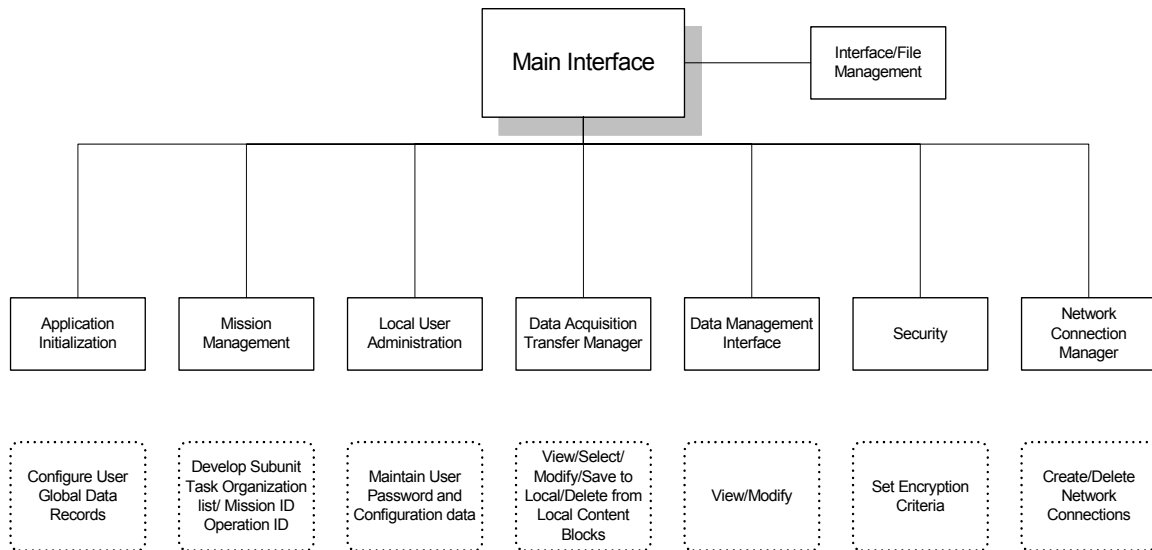 Main Interface
Interface/File
Management
Application
Initialization
Mission
Management
Local User
Administration
Data Acquisition
Transfer Manager
Data Management
Interface
Security
Network
Connection
Manager
Configure User
Global Data
Records
Develop Subunit
Task Organization
list/ Mission ID
Operation ID
Maintain User
Password and
Configuration data
View/Select/
Modify/Save to
Local/Delete from
Local Content
Blocks
View/Modify
Set Encryption
Criteria
Create/Delete
Network
Connections